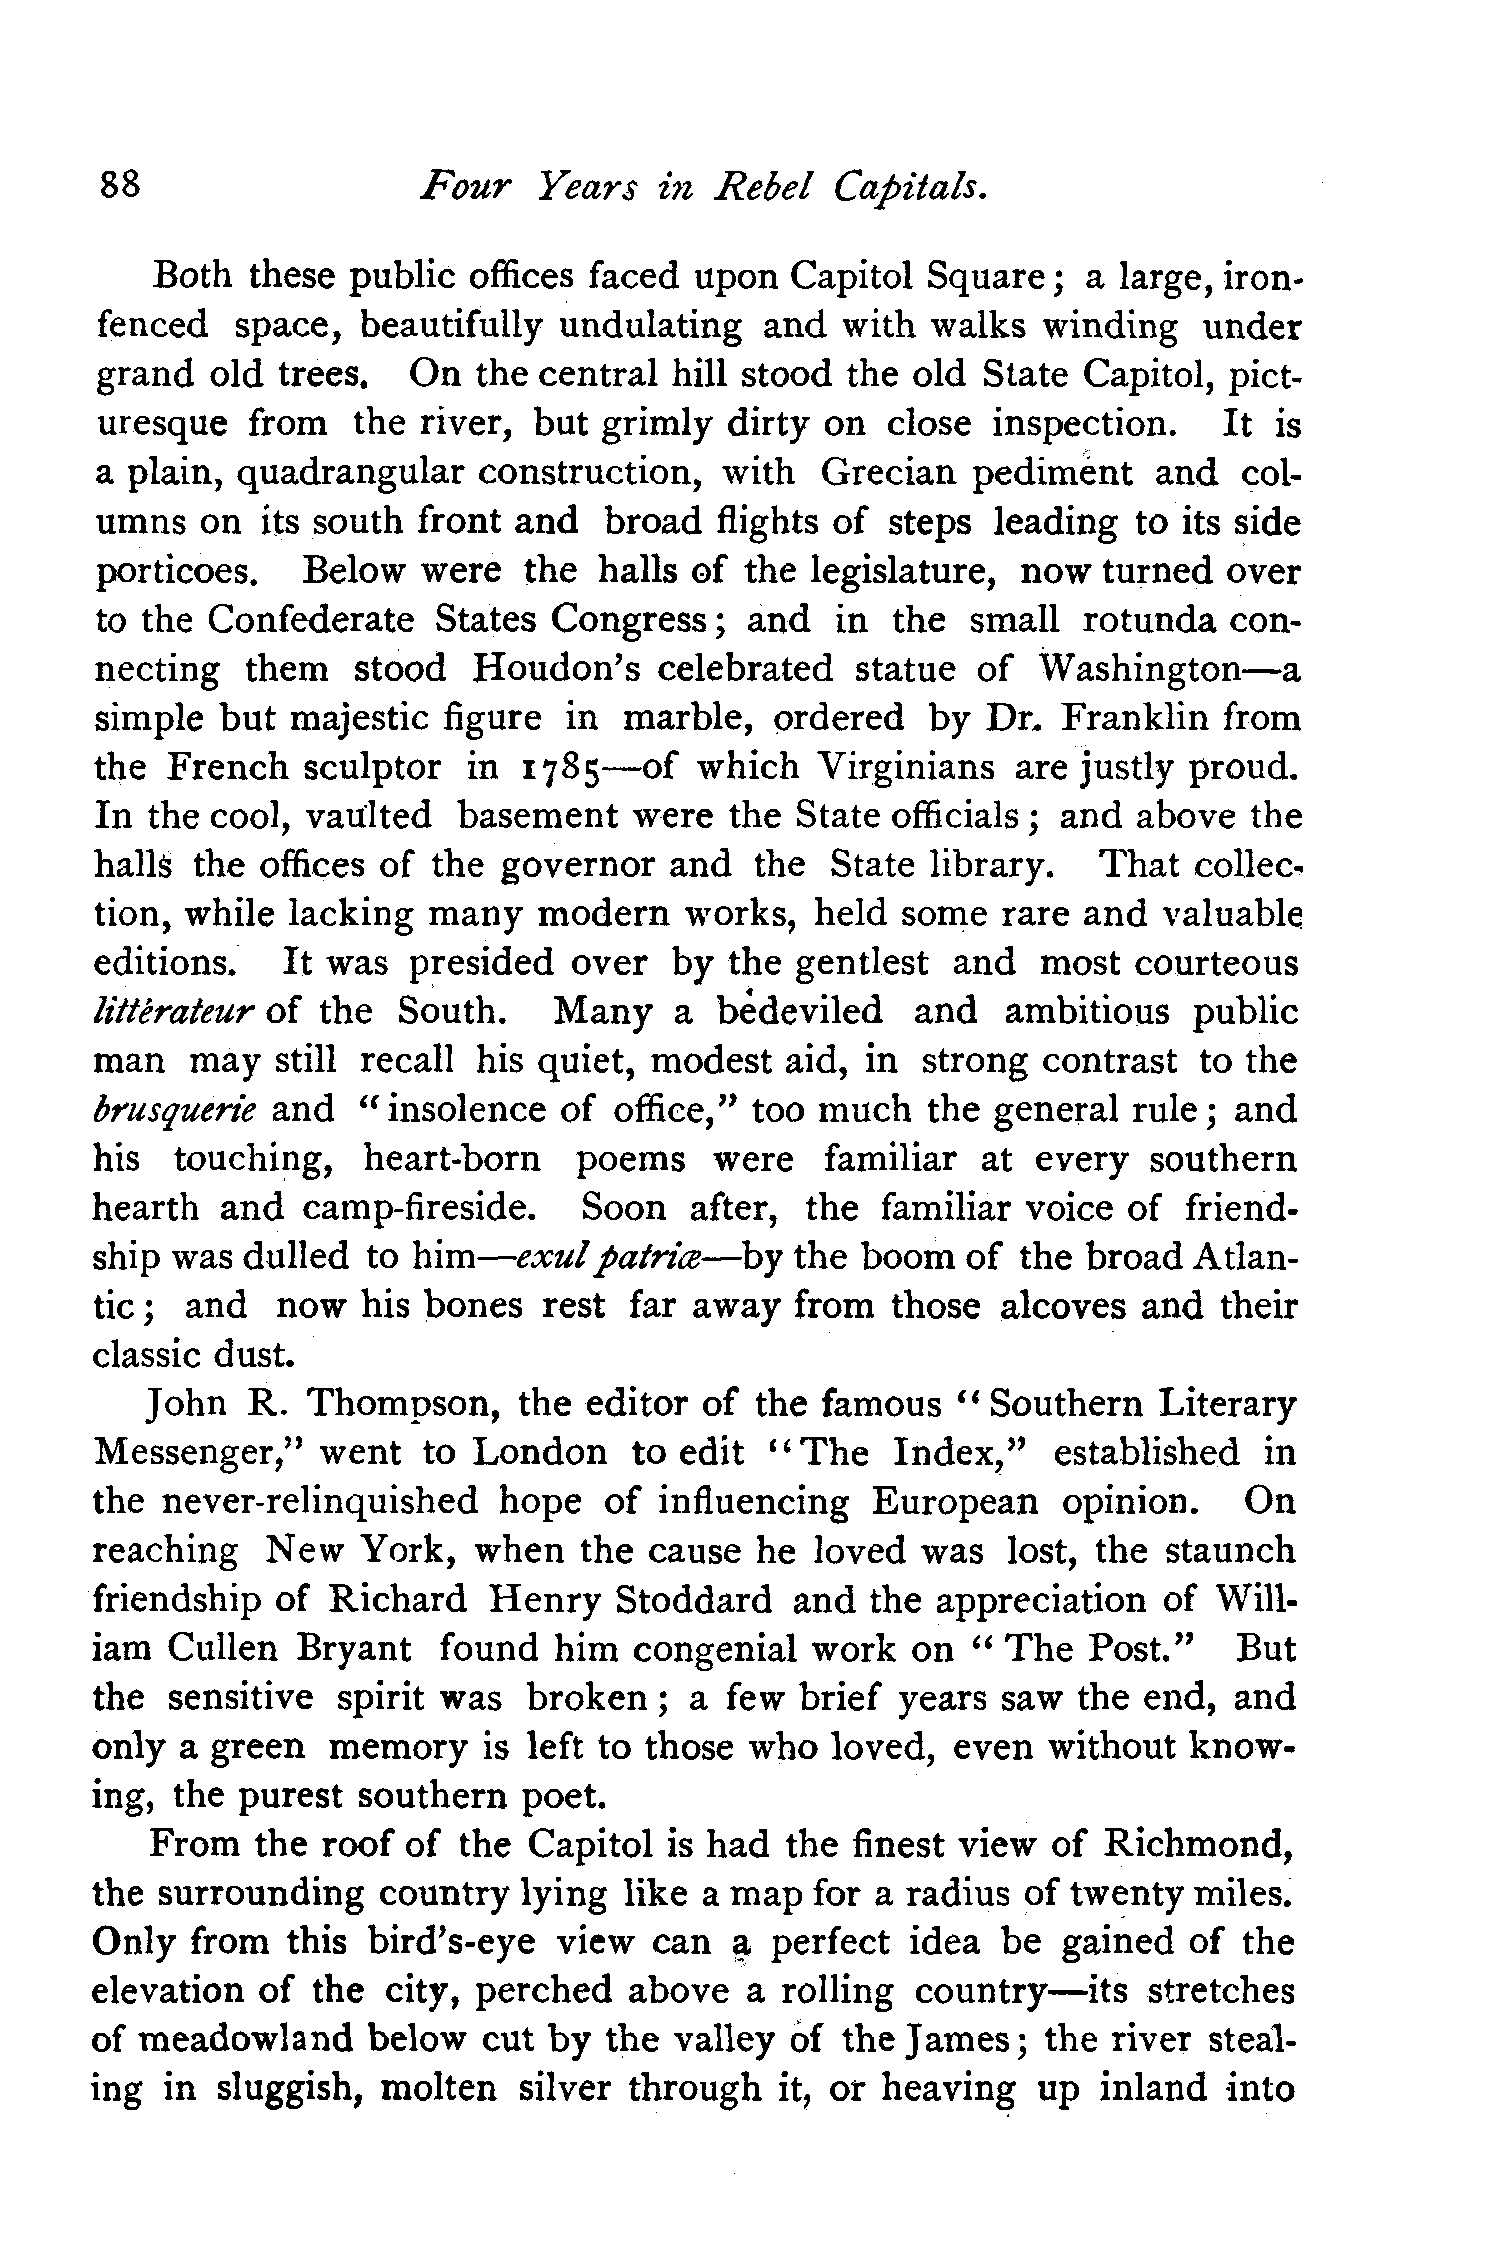 88 Four Years in Rebel Capitals.
Both these public offices faced upon Capitol Square; a large, iron-
fenced space, beautifully undulating and with walks winding under
grand old trees. On the central hill stood the old State Capitol, pict-
uresque from the river, but grimly dirty on close inspection. It is
a plain, quadrangular construction, with Grecian pediment and col-
umns on its south front and broad flights of steps leading to its side
porticoes. Below were the halls of the legislature, now turned over
to the Confederate States Congress; and in the small rotunda con-
necting them stood Houdon's celebrated statue of Washington—a
simple but majestic figure in marble, ordered by Dr. Franklin from
the French sculptor in 1785—of which Virginians are justly proud.
In the cool, vaulted basement were the State officials; and above the
halls the offices of the governor and the State library. That collec-
tion, while lacking many modern works, held some rare and valuable
editions. It was presided over by the gentlest and most courteous
littèrateur of the South. Many a bedeviled and ambitious public
man may still recall his quiet, modest aid, in strong contrast to the
brusquerie and "insolence of office," too much the general rule; and
his touching, heart-born poems were familiar at every southern
hearth and camp-fireside. Soon after, the familiar voice of friend-
ship was dulled to him—exul patriæ—by the boom of the broad Atlan-
tic; and now his bones rest far away from those alcoves and their
classic dust.
John R. Thompson, the editor of the famous "Southern Literary
Messenger," went to London to edit "The Index," established in
the never-relinquished hope of influencing European opinion. On
reaching New York, when the cause he loved was lost, the staunch
friendship of Richard Henry Stoddard and the appreciation of Will-
iam Cullen Bryant found him congenial work on "The Post." But
the sensitive spirit was broken; a few brief years saw the end, and
only a green memory is left to those who loved, even without know-
ing, the purest southern poet.
From the roof of the Capitol is had the finest view of Richmond,
the surrounding country lying like a map for a radius of twenty miles.
Only from this bird's-eye view can a perfect idea be gained of the
elevation of the city, perched above a rolling country—its stretches
of meadowland below cut by the valley of the James; the river steal-
ing in sluggish, molten silver through it, or heaving up inland into